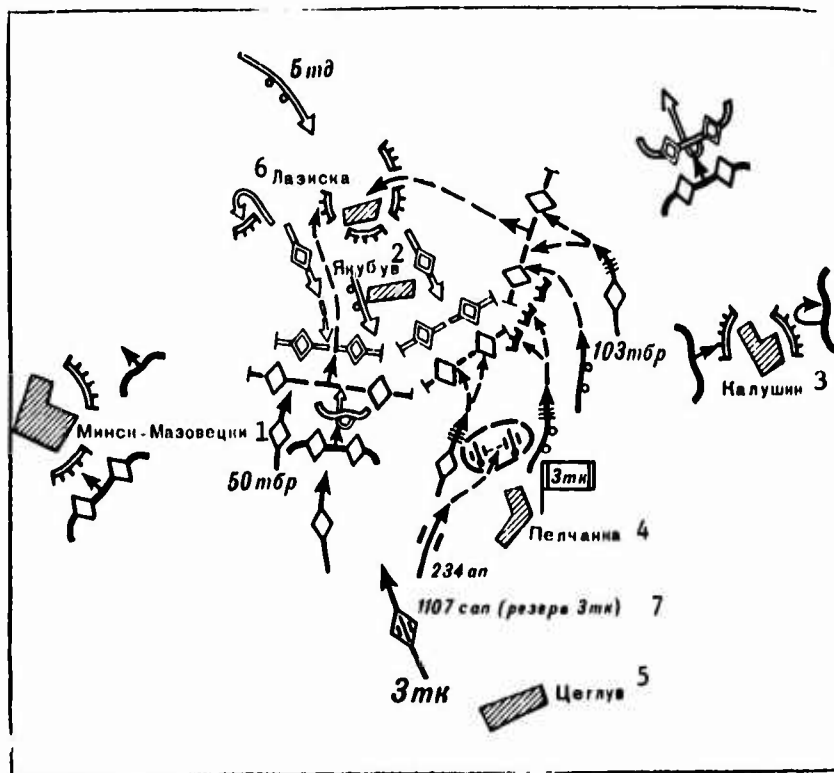 5 тд
6 Лазиска
Якубув 2
103 тбр
Калушин 3
Минск-Мазовецки 1
50 тбр
3 тк
Пелчанка 4
234 ап
1107 сап (резерв 3 тк) 7
3 тк
Цеглув 5